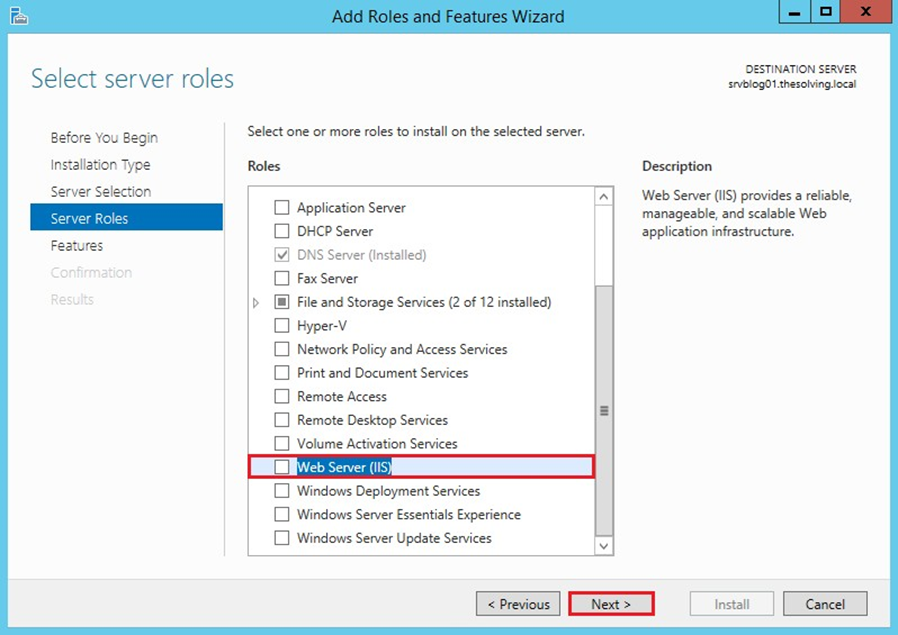 Add Roles and Features Wizard
Select server roles
DESTINATION SERVER
srvblog01.thesolving.local
Before You Begin
Installation Type
Server Selection
Server Roles
Features
Confirmation
Results
Select one or more roles to install on the selected server.
Roles
Application Server
DHCP Server
DNS Server (Installed)
Fax Server
File and Storage Services (2 of 12 installed)
Hyper-V
Network Policy and Access Services
Print and Document Services
Remote Access
Remote Desktop Services
Volume Activation Services
Web Server (IIS)
Windows Deployment Services
Windows Server Essentials Experience
Windows Server Update Services
Description
Web Server (IIS) provides a reliable,
manageable, and scalable Web
application infrastructure.
< Previous
Next >
Install
Cancel